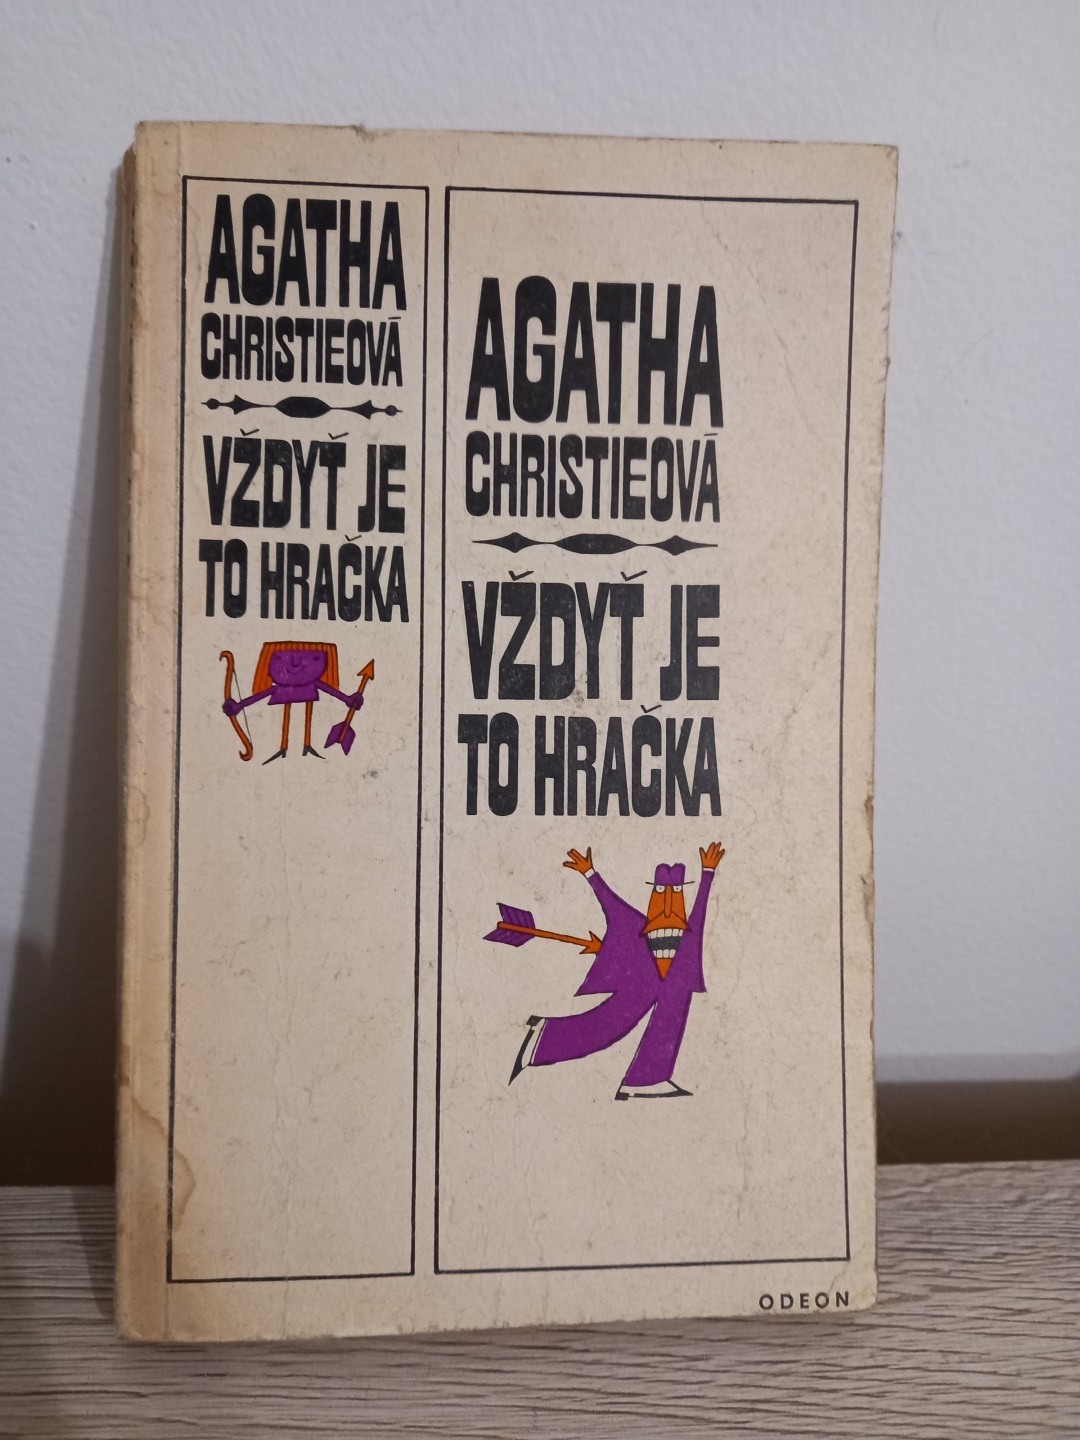 AGATHA
CHRISTIEOVÁ
VŽDYŤ JE
TO HRAČKA
AGATHA
CHRISTIEOVÁ
VŽDYŤ JE
TO HRAČKA
ODEON